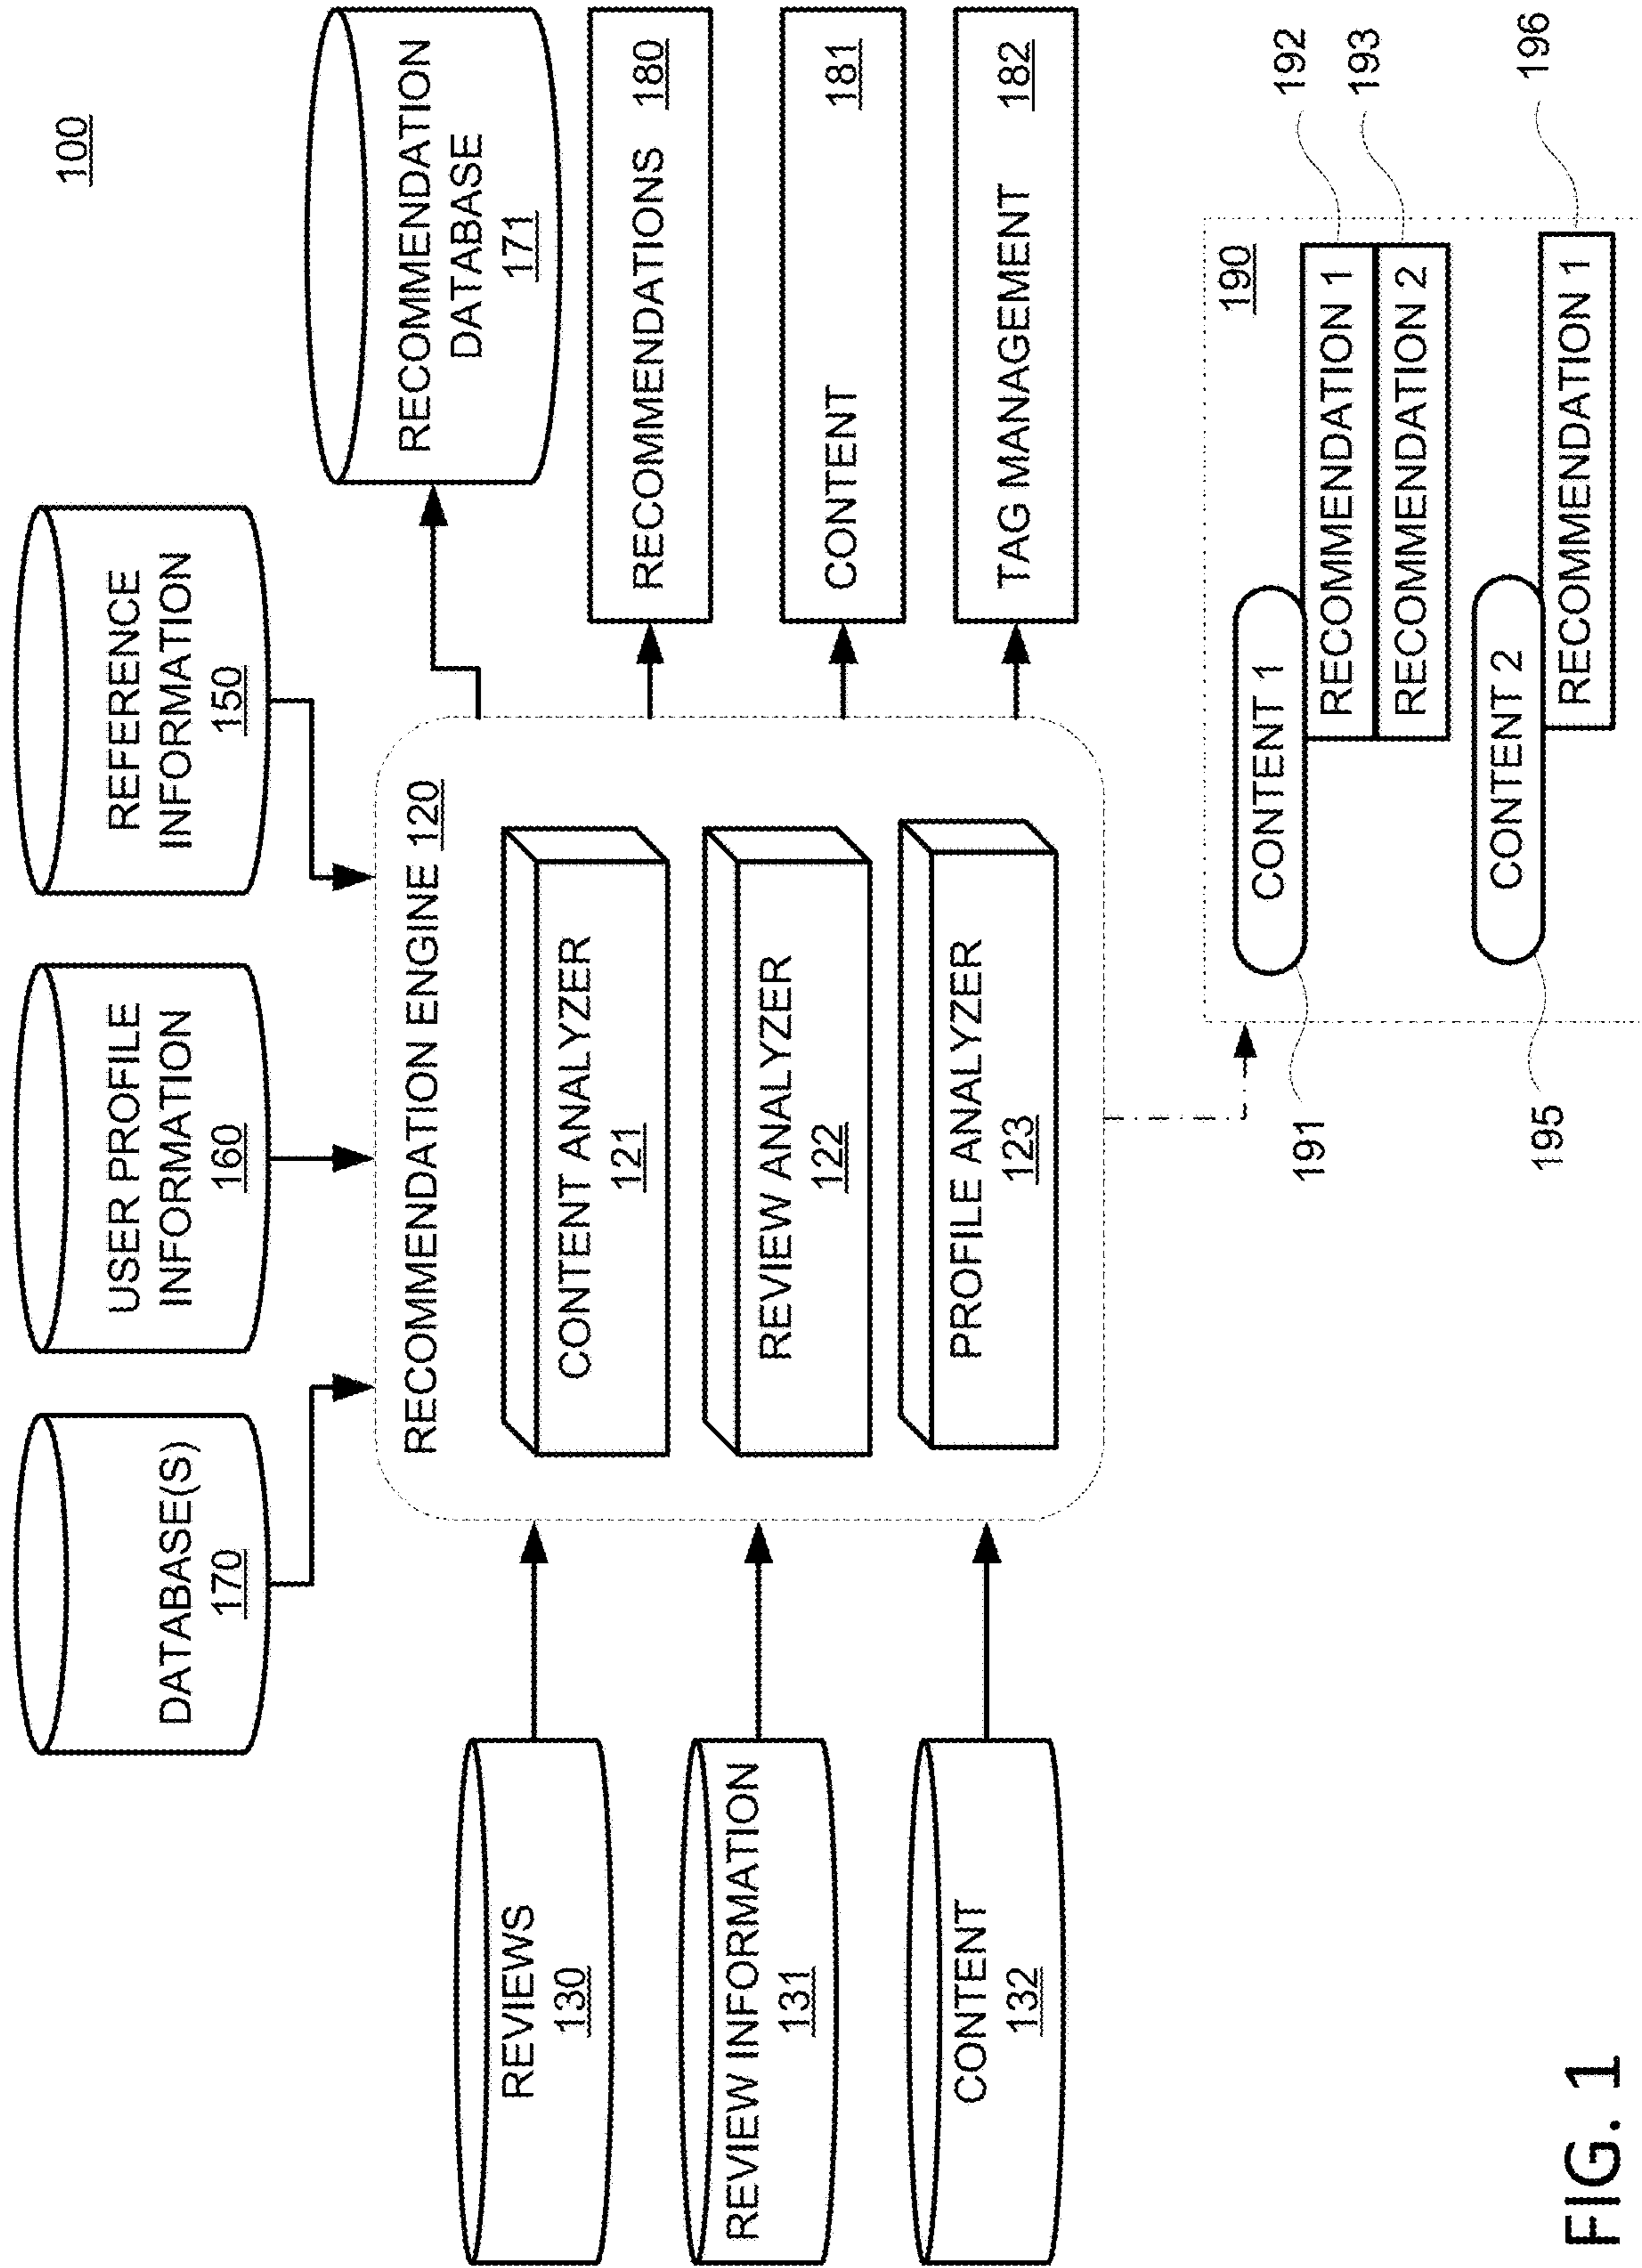 100
DATABASE(S)
170
USER PROFILE
INFORMATION
160
REFERENCE
INFORMATION
150
RECOMMENDATION
DATABASE
171
REVIEWS
130
REVIEW INFORMATION
131
CONTENT
132
RECOMMENDATION ENGINE 120
CONTENT ANALYZER
121
REVIEW ANALYZER
122
PROFILE ANALYZER
123
RECOMMENDATIONS 180
CONTENT 181
TAG MANAGEMENT 182
190
191
CONTENT 1
RECOMMENDATION 1
192
RECOMMENDATION 2
193
195
CONTENT 2
RECOMMENDATION 1
196
FIG. 1